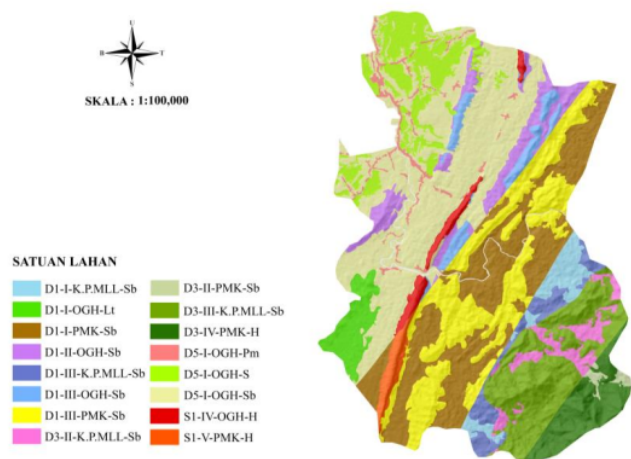 U
B
T
S
SKALA : 1:100,000
SATUAN LAHAN
D1-I-K.P.MLL-Sb
D1-I-OGH-Lt
D1-I-PMK-Sb
D1-II-OGH-Sb
D1-III-K.P.MLL-Sb
D1-III-OGH-Sb
D1-III-PMK-Sb
D3-II-K.P.MLL-Sb
D3-II-PMK-Sb
D3-III-K.P.MLL-Sb
D3-IV-PMK-H
D5-I-OGH-Pm
D5-I-OGH-S
D5-I-OGH-Sb
S1-IV-OGH-H
S1-V-PMK-H